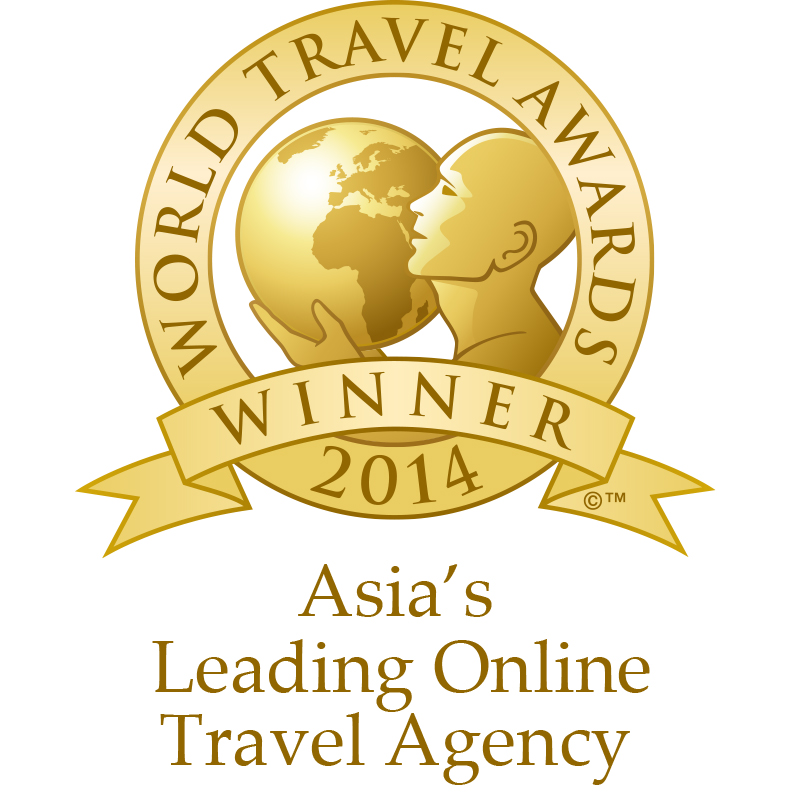 WORLD TRAVEL AWARDS
WINNER
2014
©™
Asia’s
Leading Online
Travel Agency